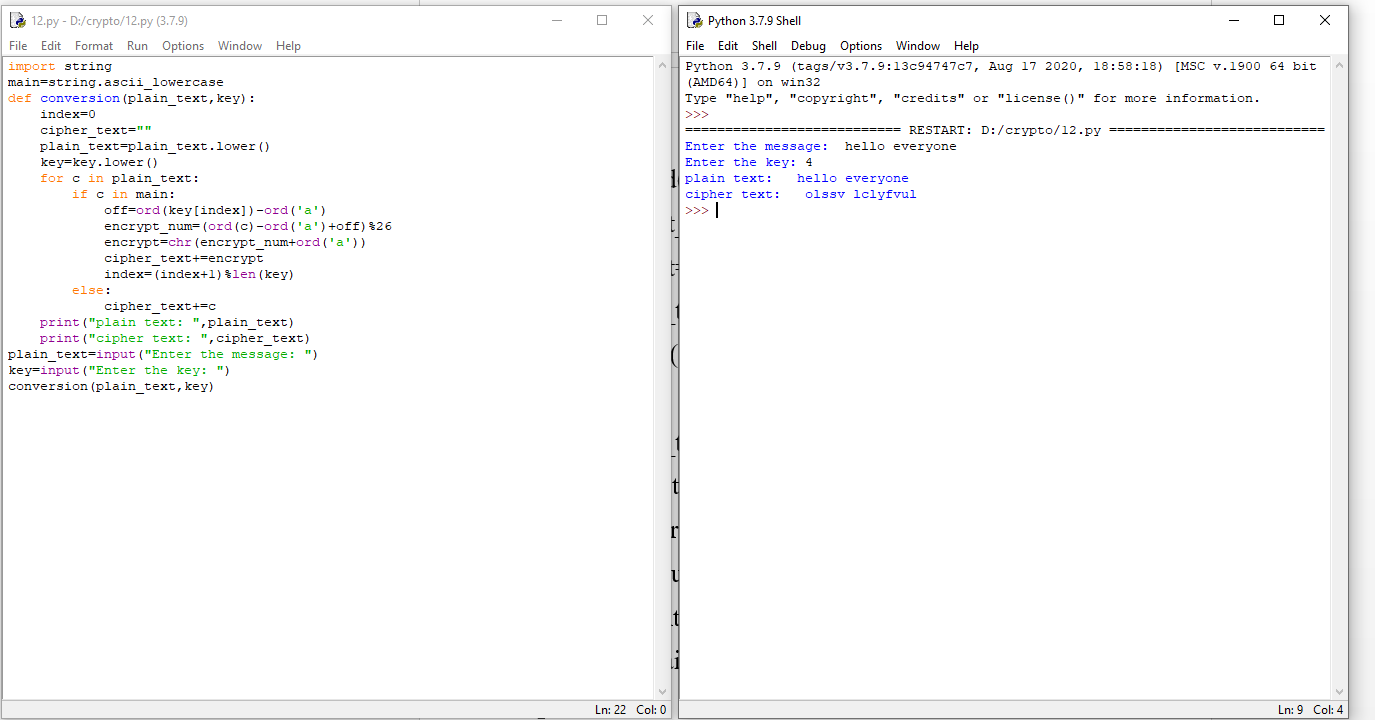 12.py - D:/crypto/12.py (3.7.9)
File Edit Format Run Options Window Help
import string
main=string.ascii_lowercase
def conversion(plain_text,key):
    index=0
    cipher_text=""
    plain_text=plain_text.lower()
    key=key.lower()
    for c in plain_text:
        if c in main:
            off=ord(key[index])-ord('a')
            encrypt_num=(ord(c)-ord('a')+off)%26
            encrypt=chr(encrypt_num+ord('a'))
            cipher_text+=encrypt
            index=(index+1)%len(key)
        else:
            cipher_text+=c
    print("plain text: ",plain_text)
    print("cipher text: ",cipher_text)
plain_text=input("Enter the message: ")
key=input("Enter the key: ")
conversion(plain_text,key)
Ln: 22 Col: 0
Python 3.7.9 Shell
File Edit Shell Debug Options Window Help
Python 3.7.9 (tags/v3.7.9:13c94747c7, Aug 17 2020, 18:58:18) [MSC v.1900 64 bit
(AMD64)] on win32
Type "help", "copyright", "credits" or "license()" for more information.
>>>
=========================== RESTART: D:/crypto/12.py ===========================
Enter the message:  hello everyone
Enter the key: 4
plain text:   hello everyone
cipher text:   olssv lclyfvul
>>>
Ln: 9 Col: 4